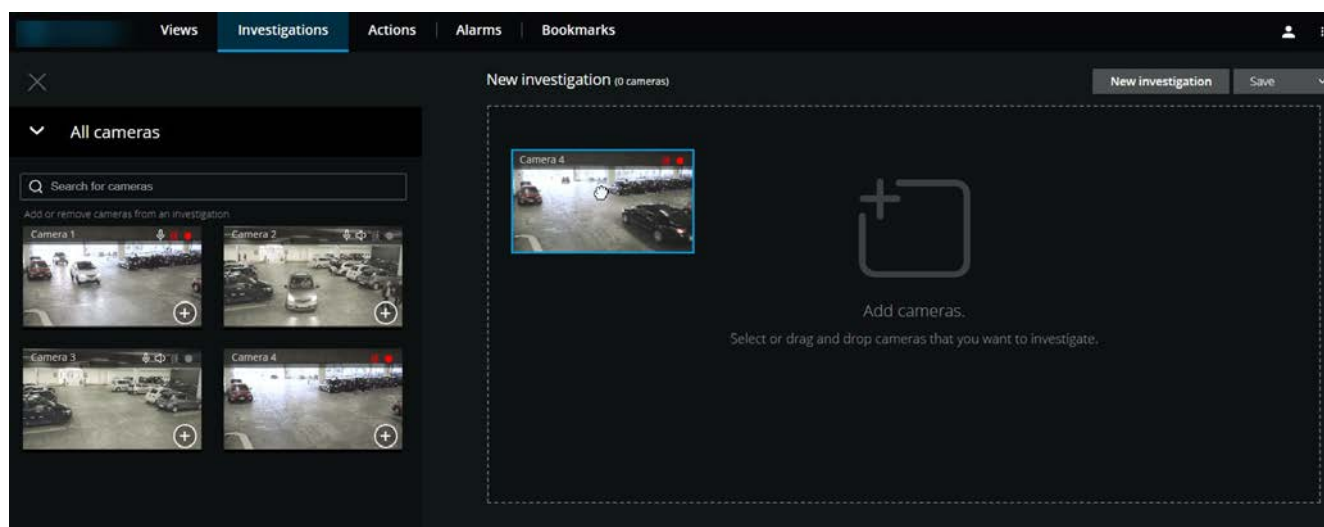 Views
Investigations
Actions
Alarms
Bookmarks
New investigation (0 cameras)
New investigation
Save
All cameras
Search for cameras
Add or remove cameras from an investigation
Camera 1
Camera 2
Camera 3
Camera 4
Camera 4
Add cameras.
Select or drag and drop cameras that you want to investigate.